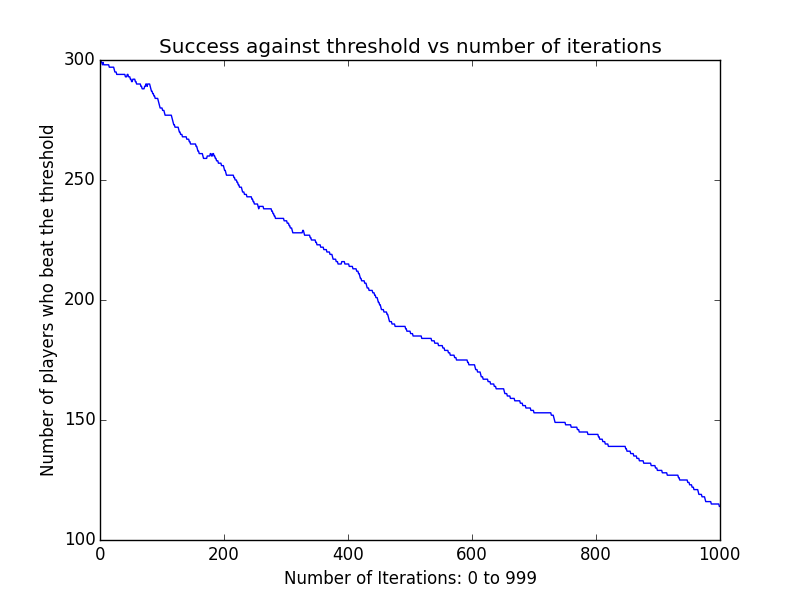 Success against threshold vs number of iterations
300
250
200
150
100
Number of players who beat the threshold
0 200 400 600 800 1000
Number of Iterations: 0 to 999